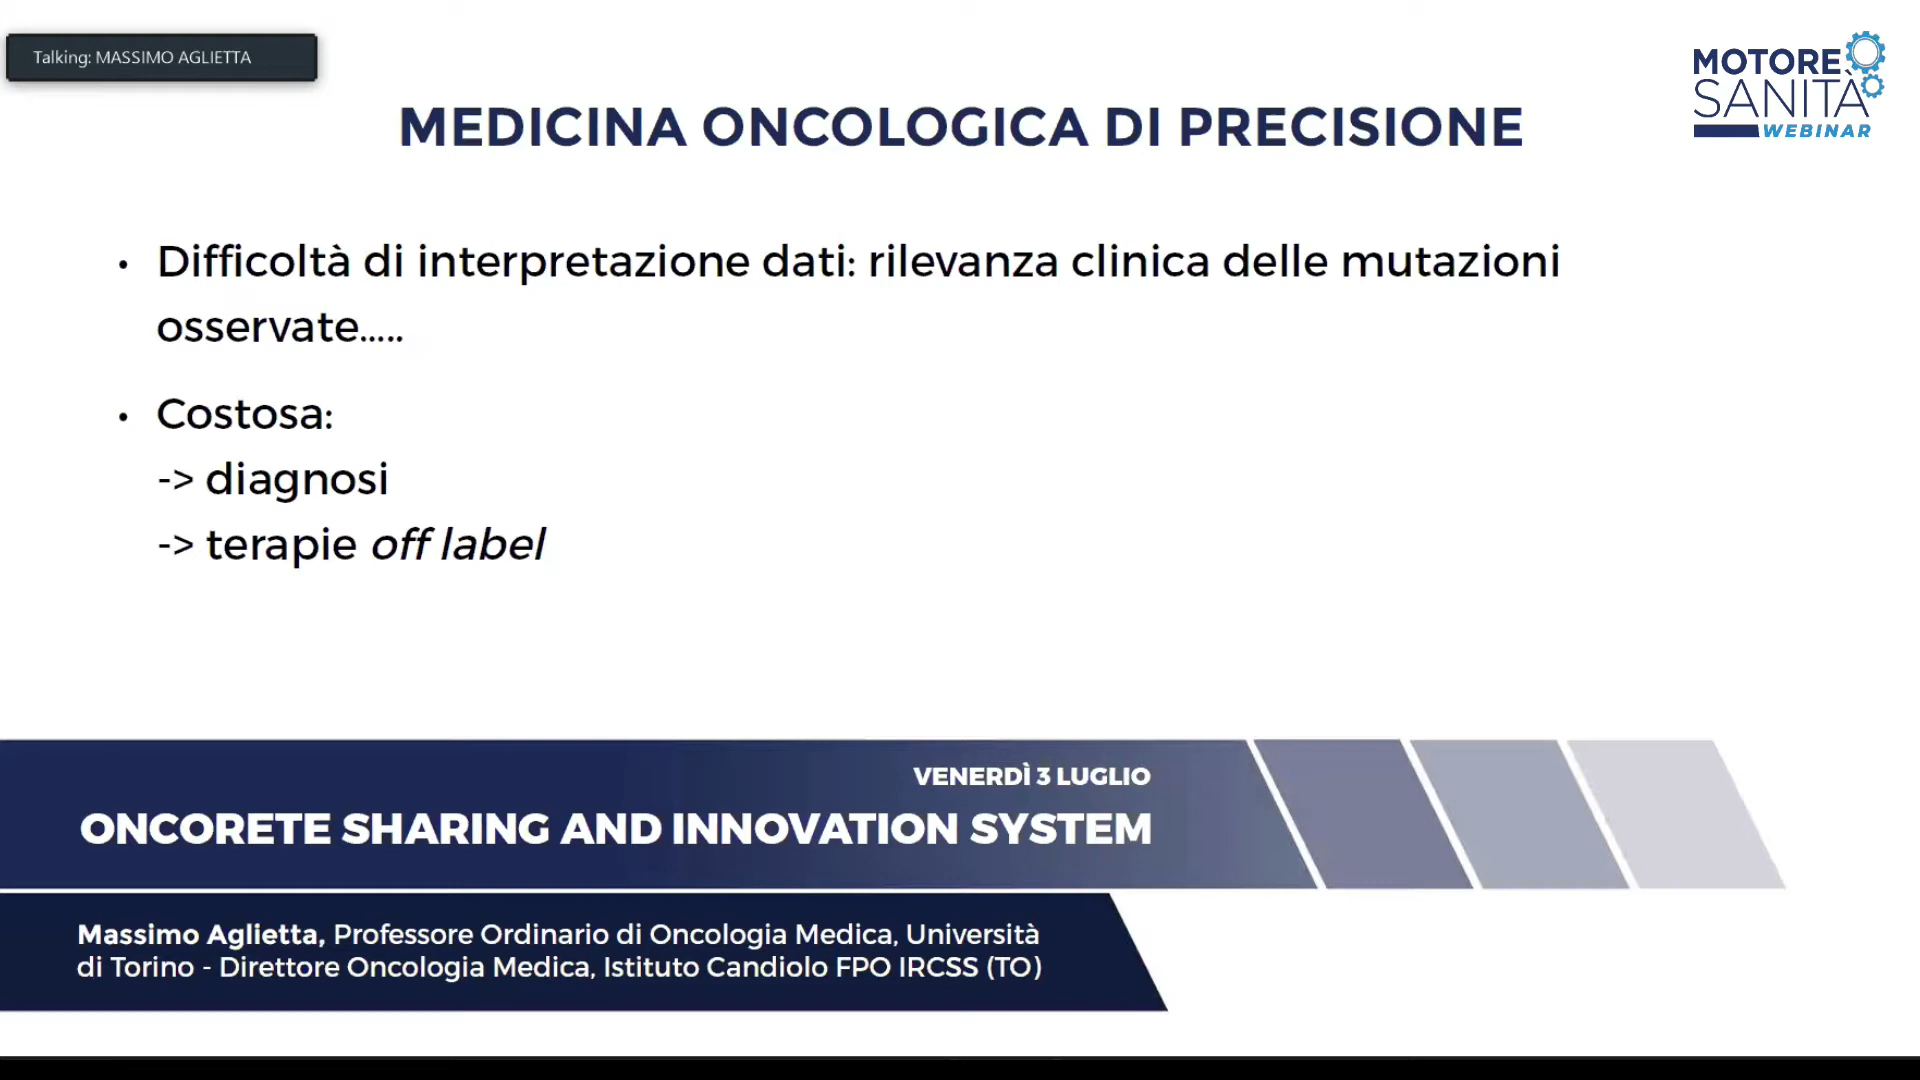 Talking: MASSIMO AGLIETTA
MOTORE
SANITÀ
WEBINAR
MEDICINA ONCOLOGICA DI PRECISIONE
• Difficoltà di interpretazione dati: rilevanza clinica delle mutazioni
osservate.....
• Costosa:
-> diagnosi
-> terapie off label
VENERDÌ 3 LUGLIO
ONCORETE SHARING AND INNOVATION SYSTEM
Massimo Aglietta, Professore Ordinario di Oncologia Medica, Università
di Torino - Direttore Oncologia Medica, Istituto Candiolo FPO IRCSS (TO)